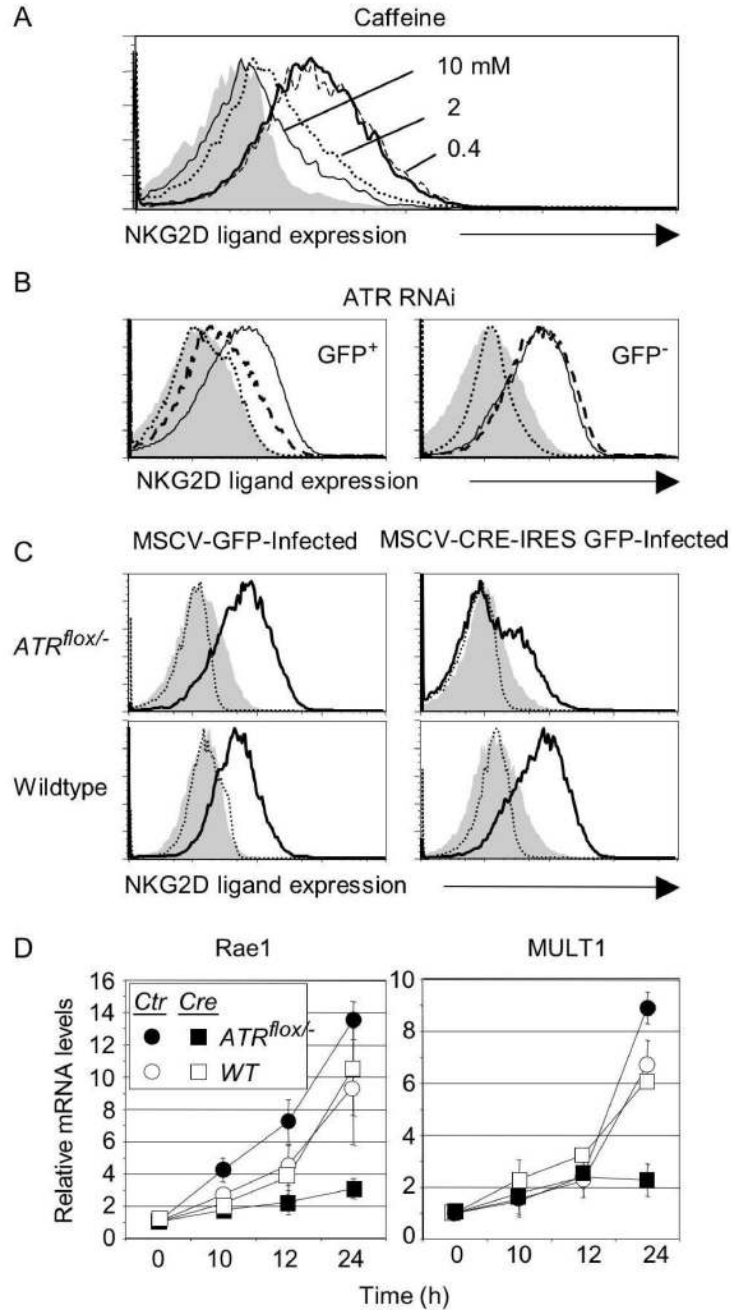 A
Caffeine
10 mM
2
0.4
NKG2D ligand expression
B
ATR RNAi
GFP+
GFP-
NKG2D ligand expression
C
MSCV-GFP-Infected
MSCV-CRE-IRES GFP-Infected
ATRflox/-
Wildtype
NKG2D ligand expression
D
Rae1
MULT1
Relative mRNA levels
16
14
12
10
8
6
4
2
0
Ctr Cre
ATRflox/-
WT
10
8
6
4
2
0
0 10 12 24
0 10 12 24
Time (h)